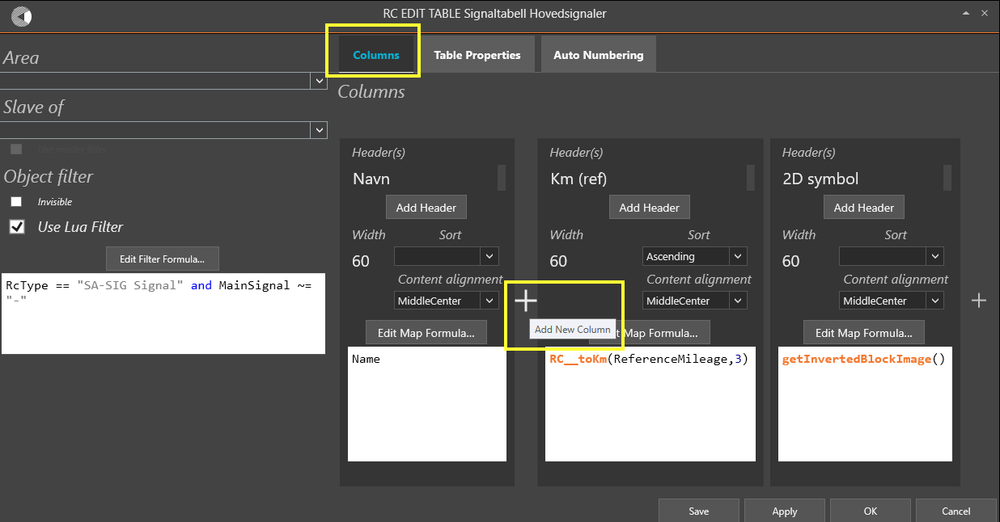 RC EDIT TABLE Signaltabell Hovedsignaler
Area
Slave of
Use master filter
Object filter
Invisible
Use Lua Filter
Edit Filter Formula...
RcType == "SA-SIG Signal" and MainSignal ~=
"-"
Columns
Table Properties
Auto Numbering
Columns
Header(s)
Navn
Add Header
Width
Sort
60
Content alignment
MiddleCenter
Edit Map Formula...
Name
Add New Column
Header(s)
Km (ref)
Add Header
Width
Sort
60
Ascending
Content alignment
MiddleCenter
t Map Formula...
RC__toKm(ReferenceMileage,3)
Header(s)
2D symbol
Add Header
Width
Sort
60
Content alignment
MiddleCenter
Edit Map Formula...
getInvertedBlockImage()
Save
Apply
OK
Cancel